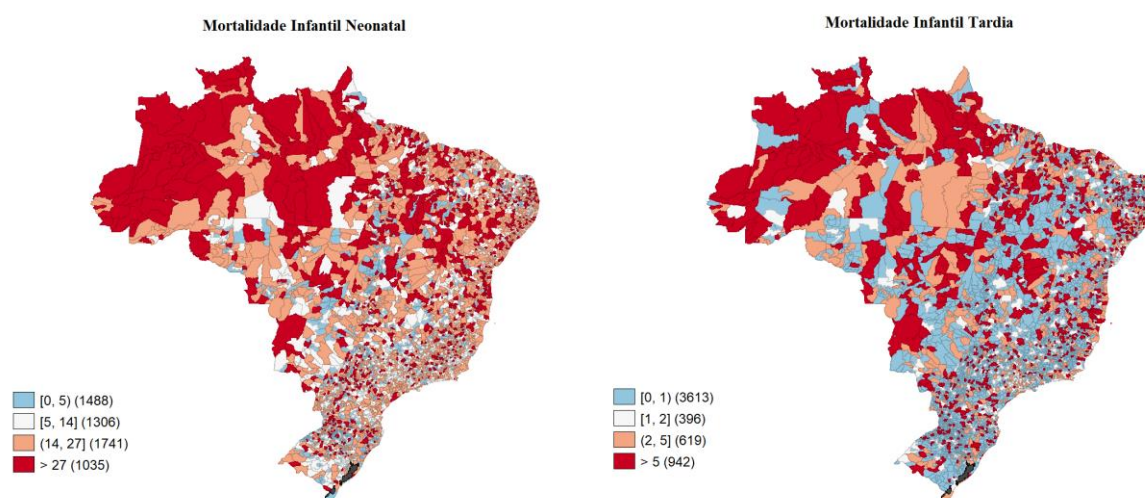 Mortalidade Infantil Neonatal
[0, 5) (1488)
[5, 14] (1306)
(14, 27] (1741)
> 27 (1035)
Mortalidade Infantil Tardia
[0, 1) (3613)
[1, 2] (396)
(2, 5] (619)
> 5 (942)